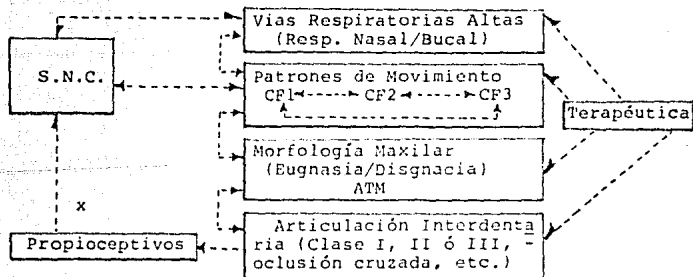 Vias Respiratorias Altas
(Resp. Nasal/Bucal)
S.N.C.
Patrones de Movimiento
CF1 CF2 CF3
Terapéutica
Morfología Maxilar
(Eugnasia/Disgnacia)
ATM
x
Articulación Interdenta
ria (Clase I, II ó III, -
oclusión cruzada, etc.)
Propioceptivos